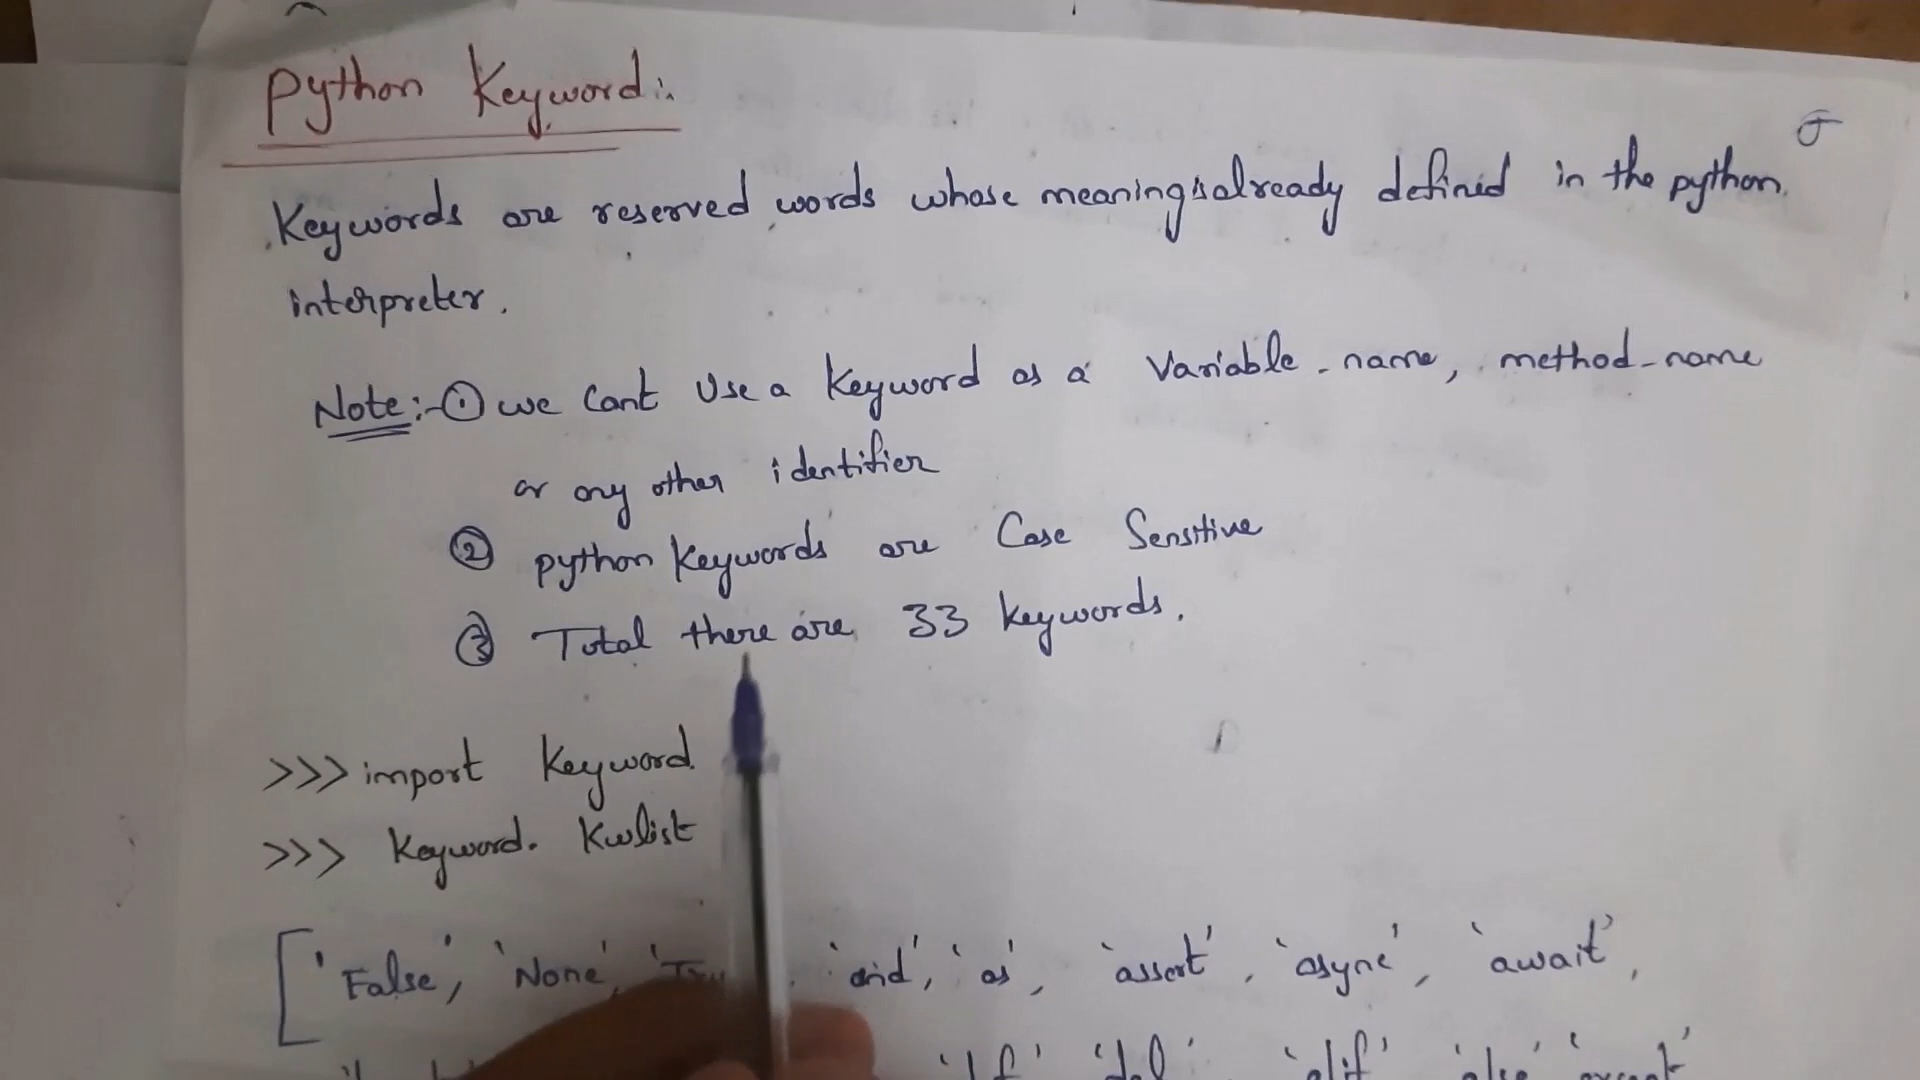 Python Keyword:.
Keywords are reserved words whose meaning is already defined in the python
interpreter.
Note:- ① we Cant Use a Keyword as a Variable-name, method-name
or any other identifier
② python Keywords are Case Sensitive
③ Total there are 33 Keywords.
>>> import Keyword
>>> Keyword. Kwlist
['False', 'None', 'and', 'as', 'assert', 'async', 'await',
'elif' 'else'